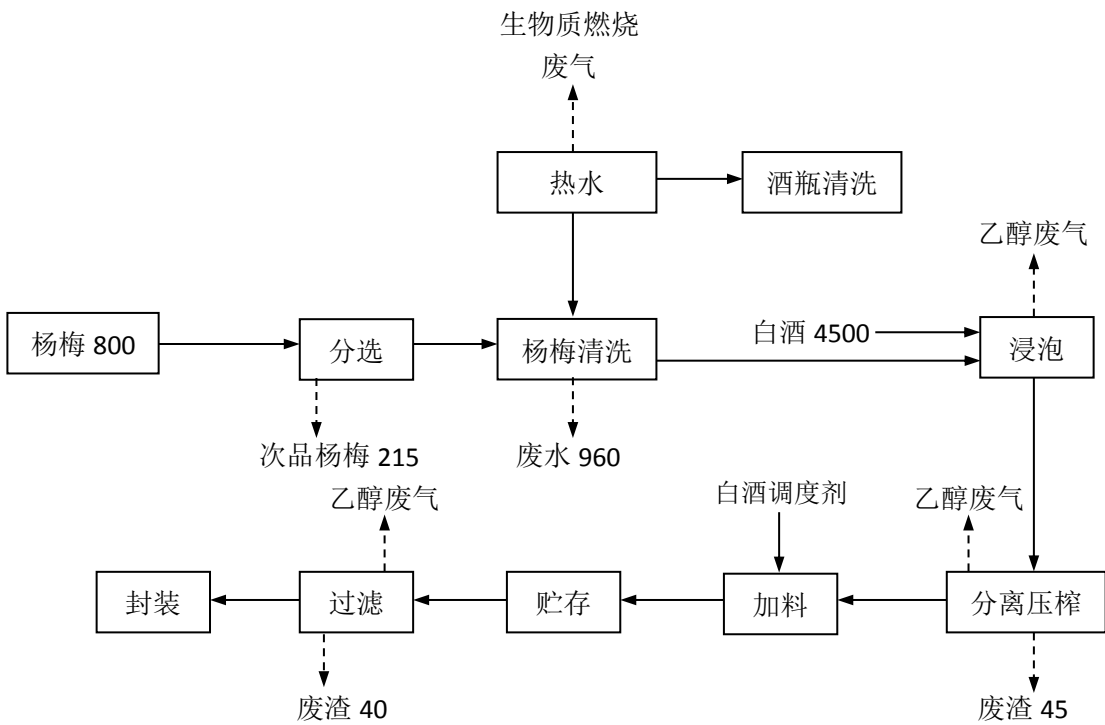 生物质燃烧
废气
热水
酒瓶清洗
乙醇废气
杨梅 800
分选
杨梅清洗
白酒 4500
浸泡
次品杨梅 215
废水 960
乙醇废气
白酒调度剂
乙醇废气
封装
过滤
贮存
加料
分离压榨
废渣 40
废渣 45